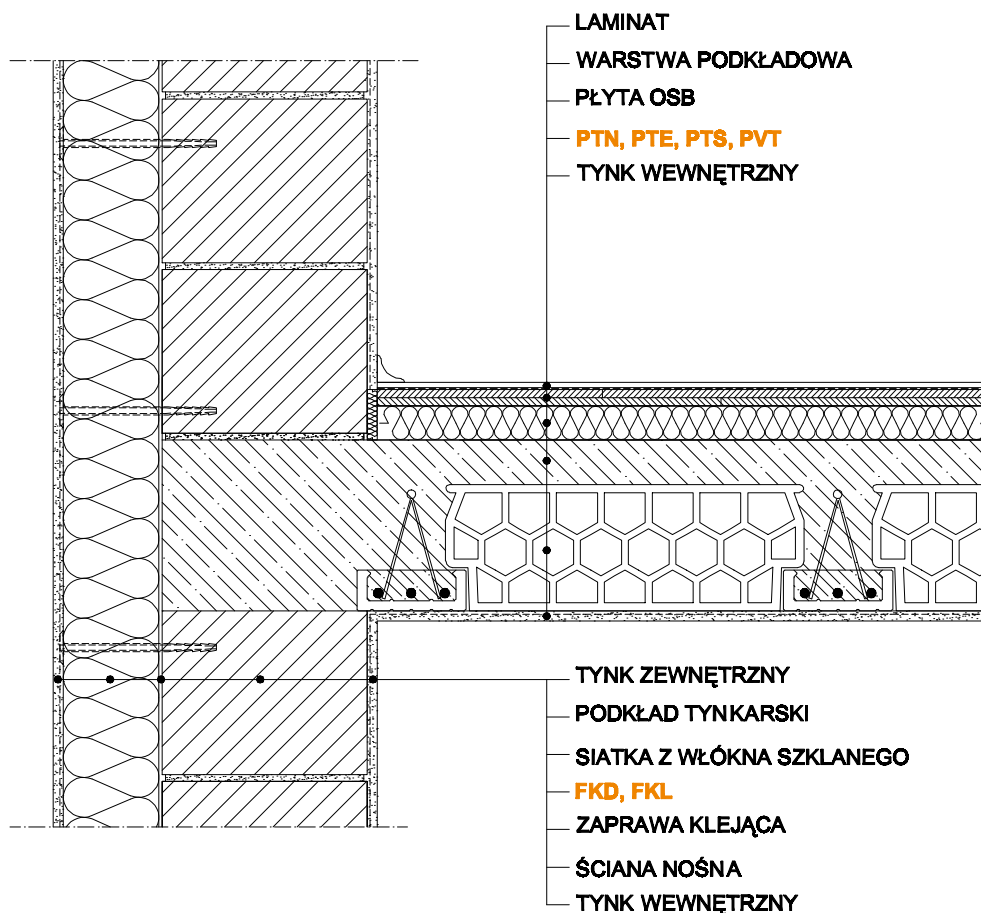 LAMINAT
WARSTWA PODKŁADOWA
PŁYTA OSB
PTN, PTE, PTS, PVT
TYNK WEWNĘTRZNY
TYNK ZEWNĘTRZNY
PODKŁAD TYNKARSKI
SIATKA Z WŁÓKNA SZKLANEGO
FKD, FKL
ZAPRAWA KLEJĄCA
ŚCIANA NOŚNA
TYNK WEWNĘTRZNY